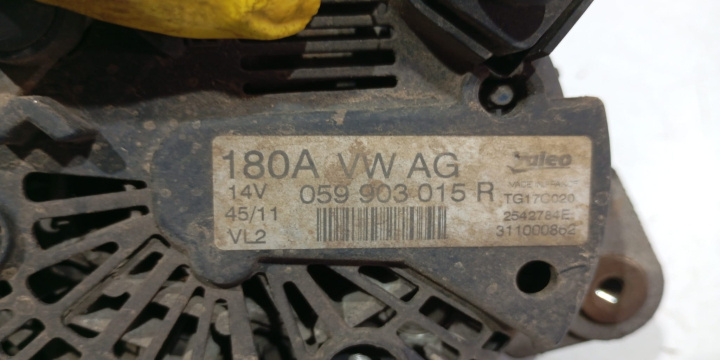 180A VW AG
14V 059 903 015 R
45/11
VL2
Valeo
TG17C020
2542784E
311000862